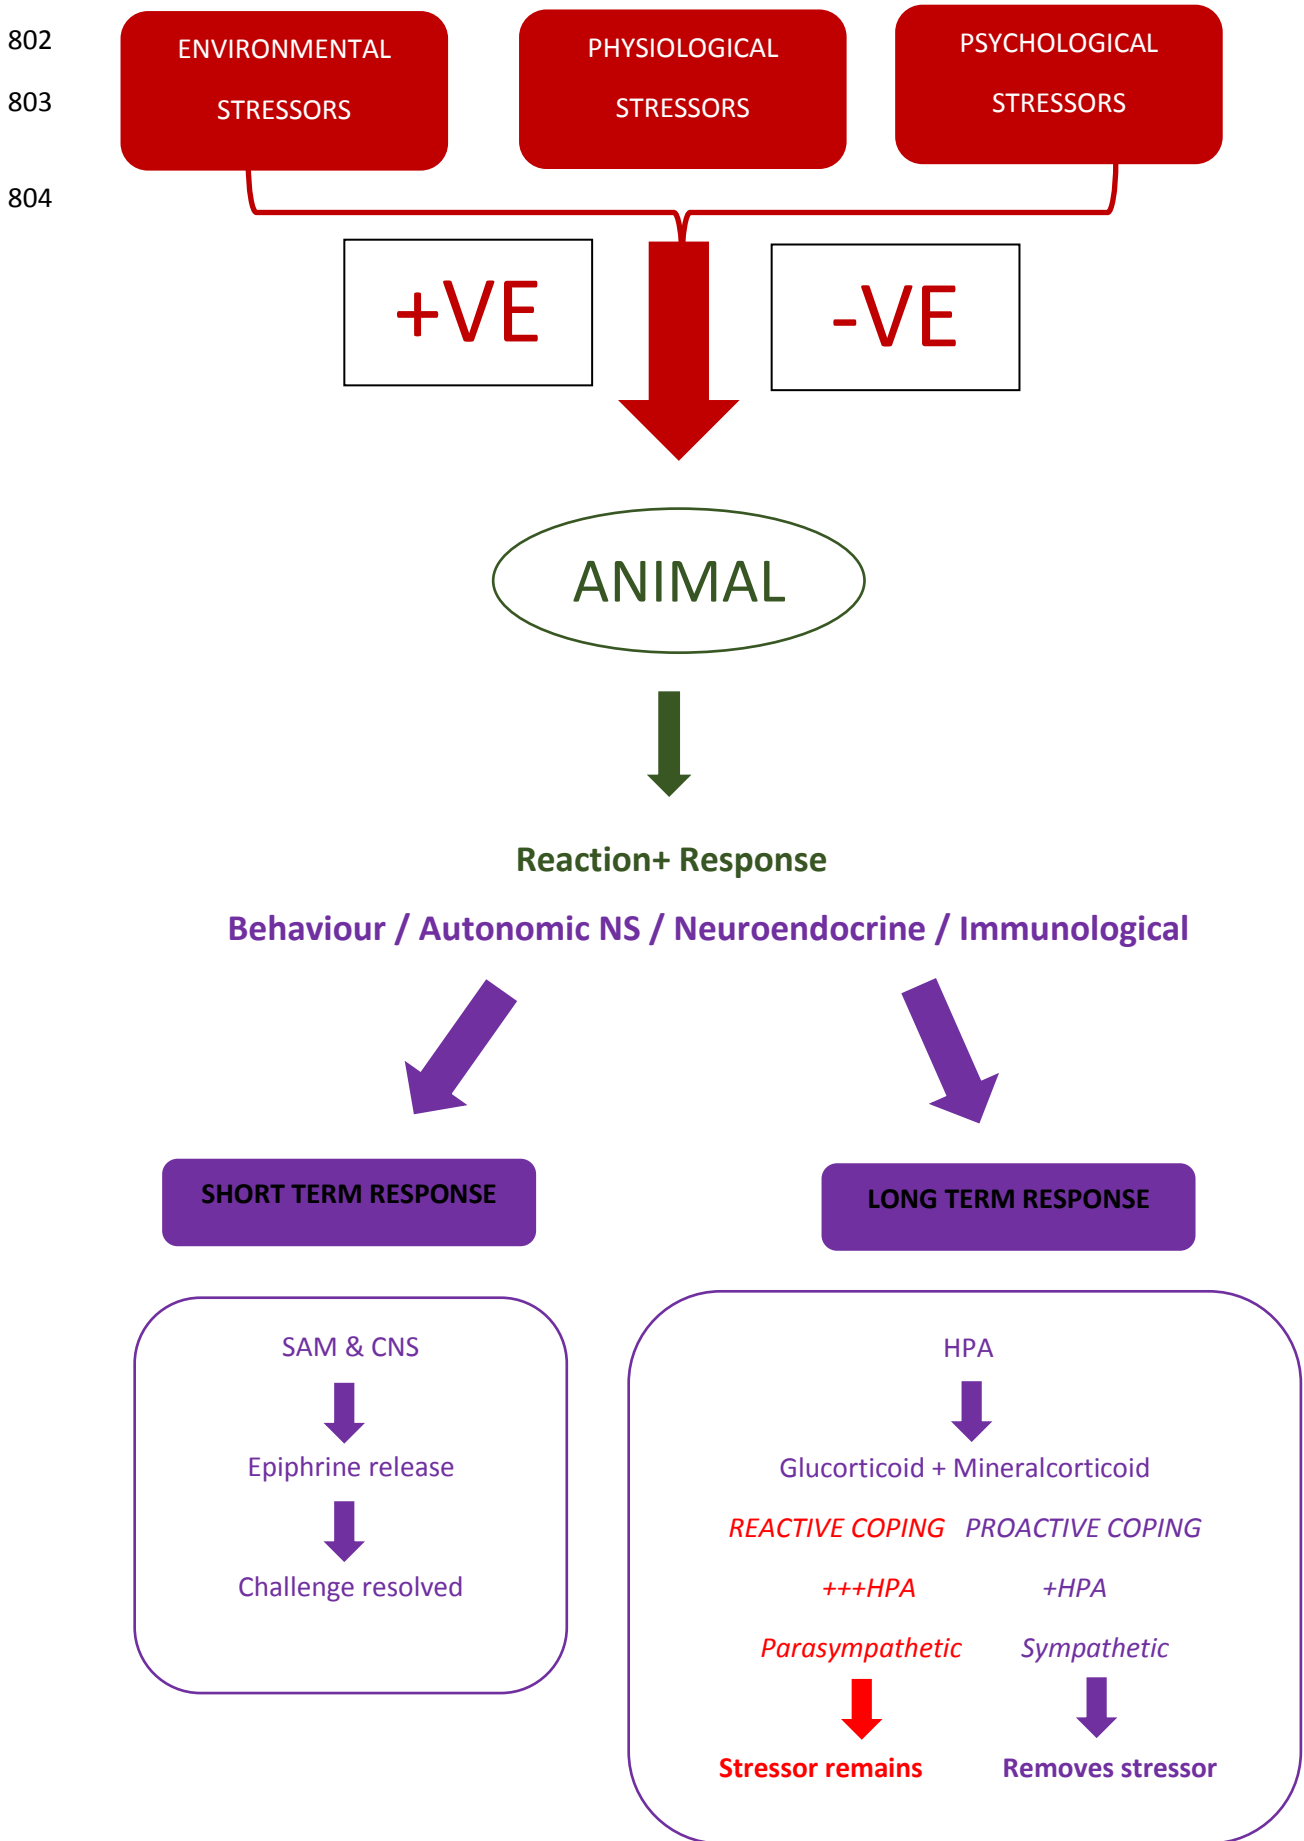 802
ENVIRONMENTAL
STRESSORS
PHYSIOLOGICAL
STRESSORS
PSYCHOLOGICAL
STRESSORS
803
804
+VE
-VE
ANIMAL
Reaction+ Response
Behaviour / Autonomic NS / Neuroendocrine / Immunological
SHORT TERM RESPONSE
LONG TERM RESPONSE
SAM & CNS
Epiphrine release
Challenge resolved
HPA
Glucorticoid + Mineralcorticoid
REACTIVE COPING PROACTIVE COPING
+++HPA +HPA
Parasympathetic Sympathetic
Stressor remains Removes stressor